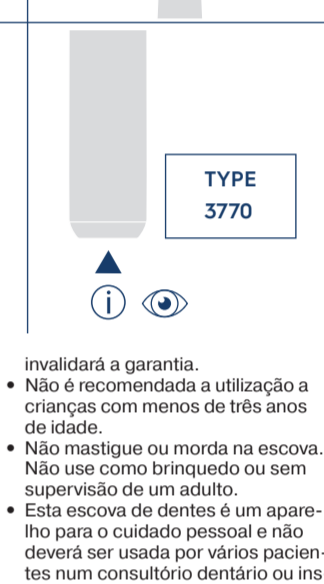 TYPE
3770
i
invalidará a garantia.
• Não é recomendada a utilização a
crianças com menos de três anos
de idade.
• Não mastigue ou morda na escova.
Não use como brinquedo ou sem
supervisão de um adulto.
• Esta escova de dentes é um apare-
lho para o cuidado pessoal e não
deverá ser usada por vários pacien-
tes num consultório dentário ou ins